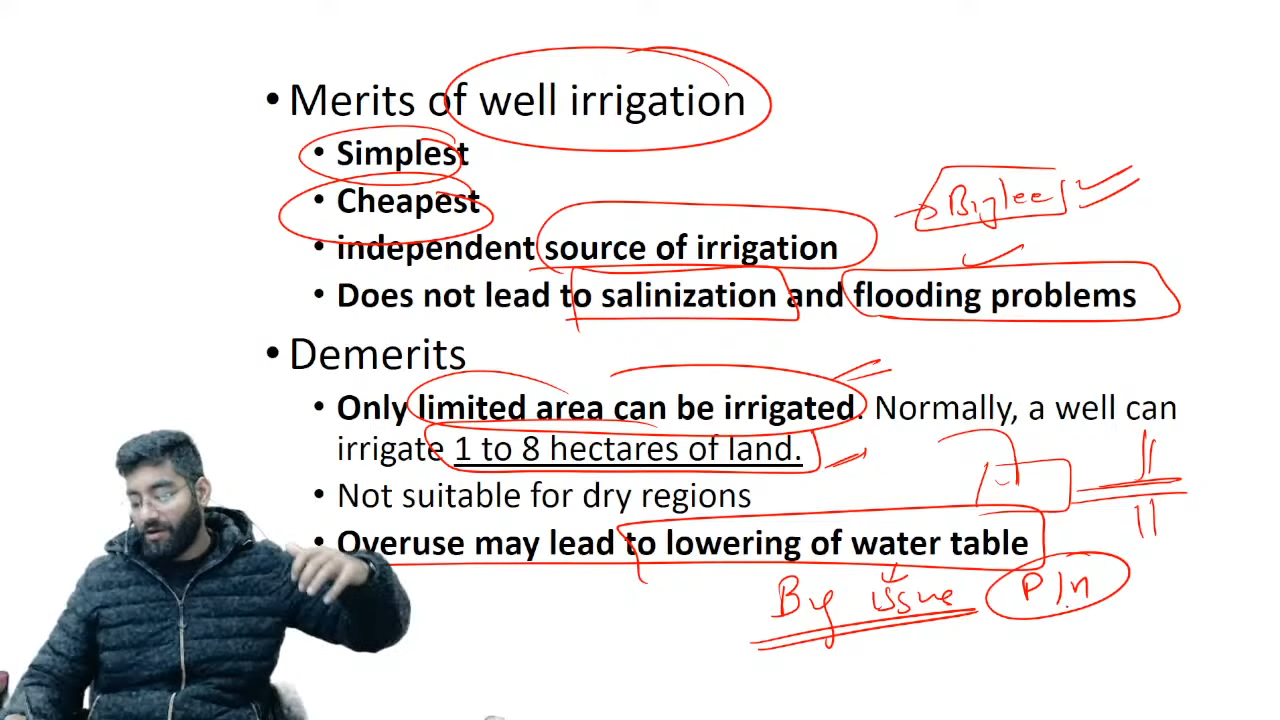 • Merits of well irrigation
• Simplest
• Cheapest
• independent source of irrigation
• Does not lead to salinization and flooding problems
• Demerits
• Only limited area can be irrigated. Normally, a well can
irrigate 1 to 8 hectares of land.
• Not suitable for dry regions
• Overuse may lead to lowering of water table
Big issue